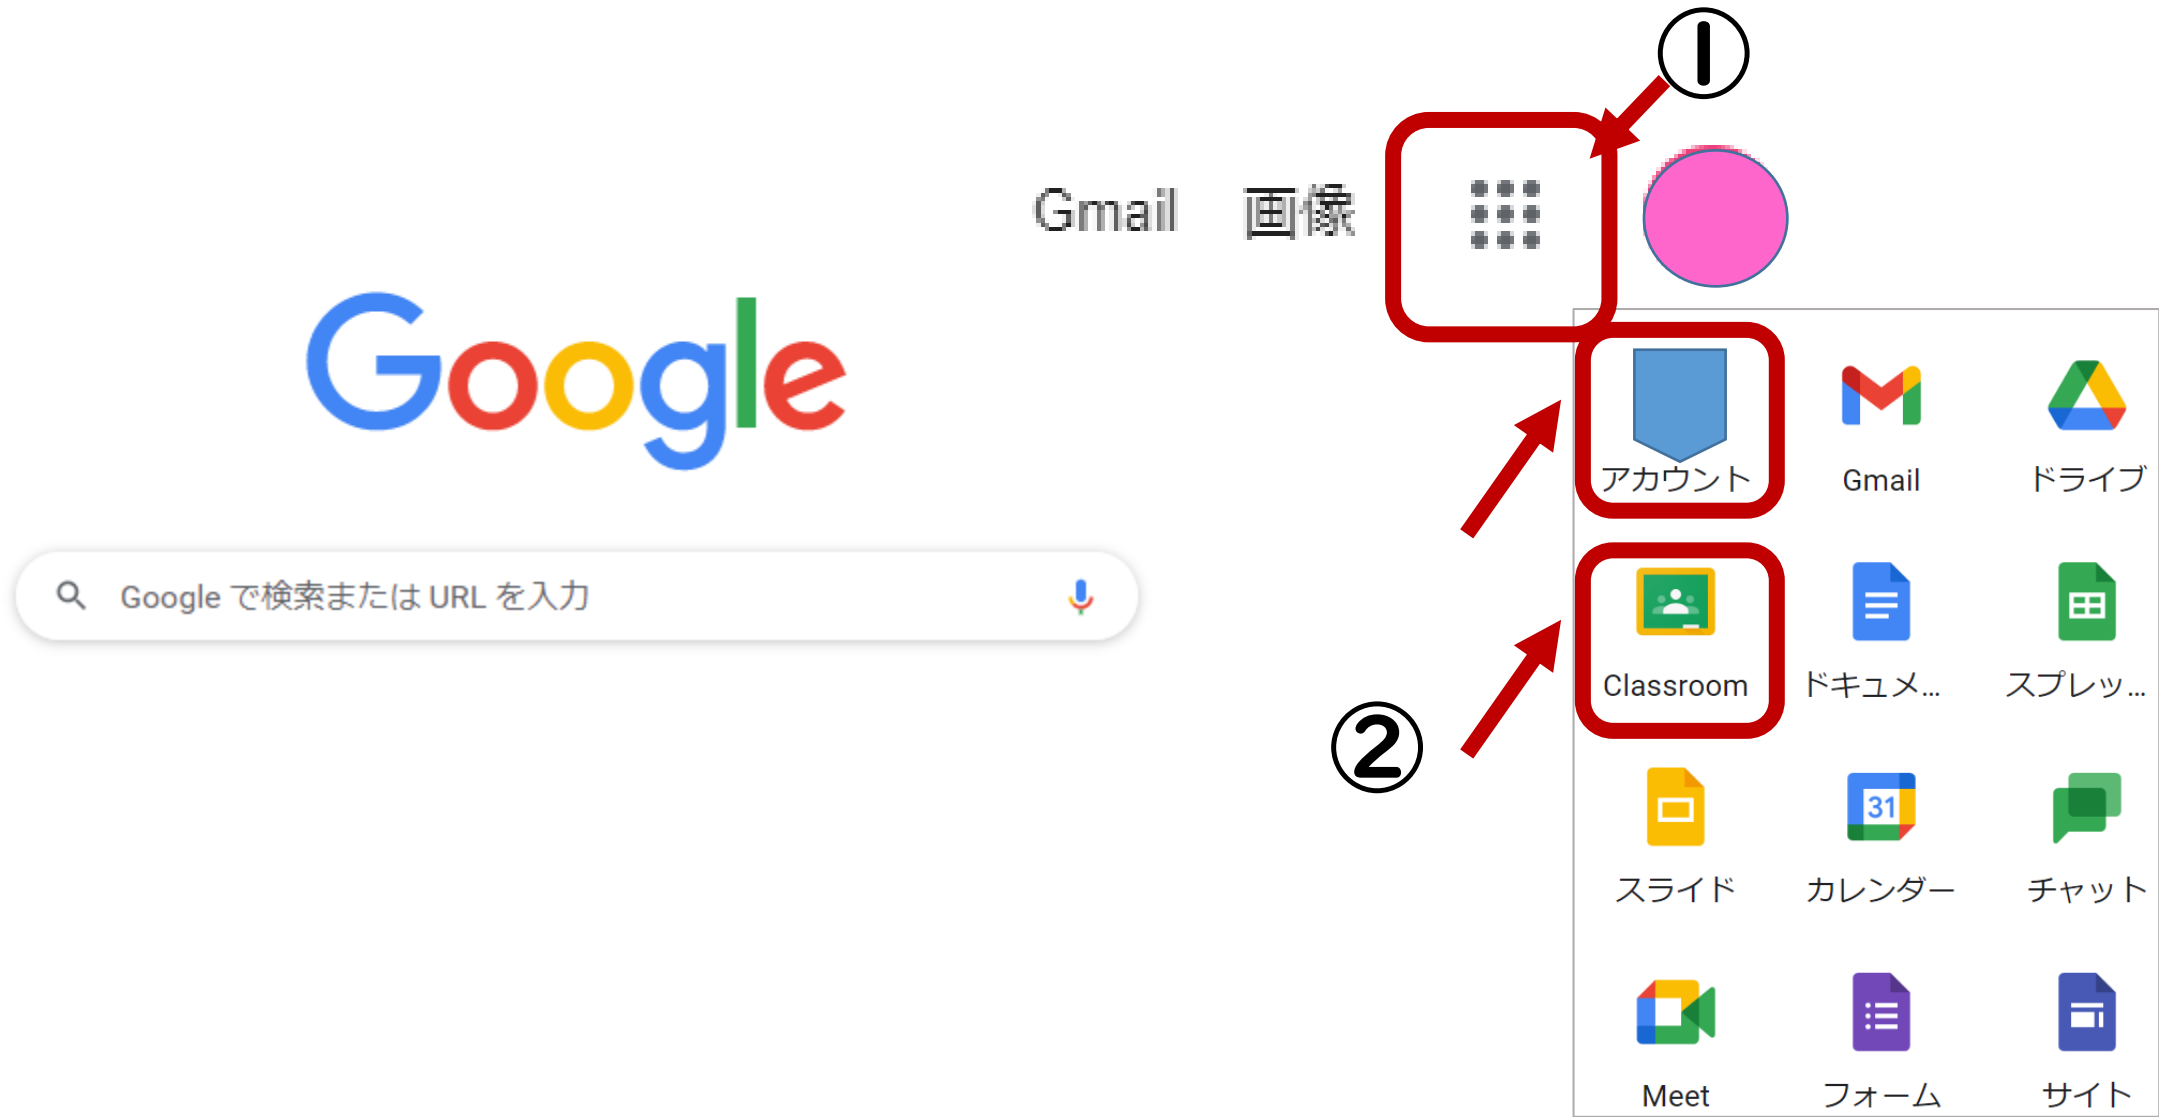 ①
Gmail 画像
Google
Google で検索または URL を入力
アカウント Gmail ドライブ
Classroom ドキュメ... スプレッ...
②
31
スライド カレンダー チャット
Meet フォーム サイト